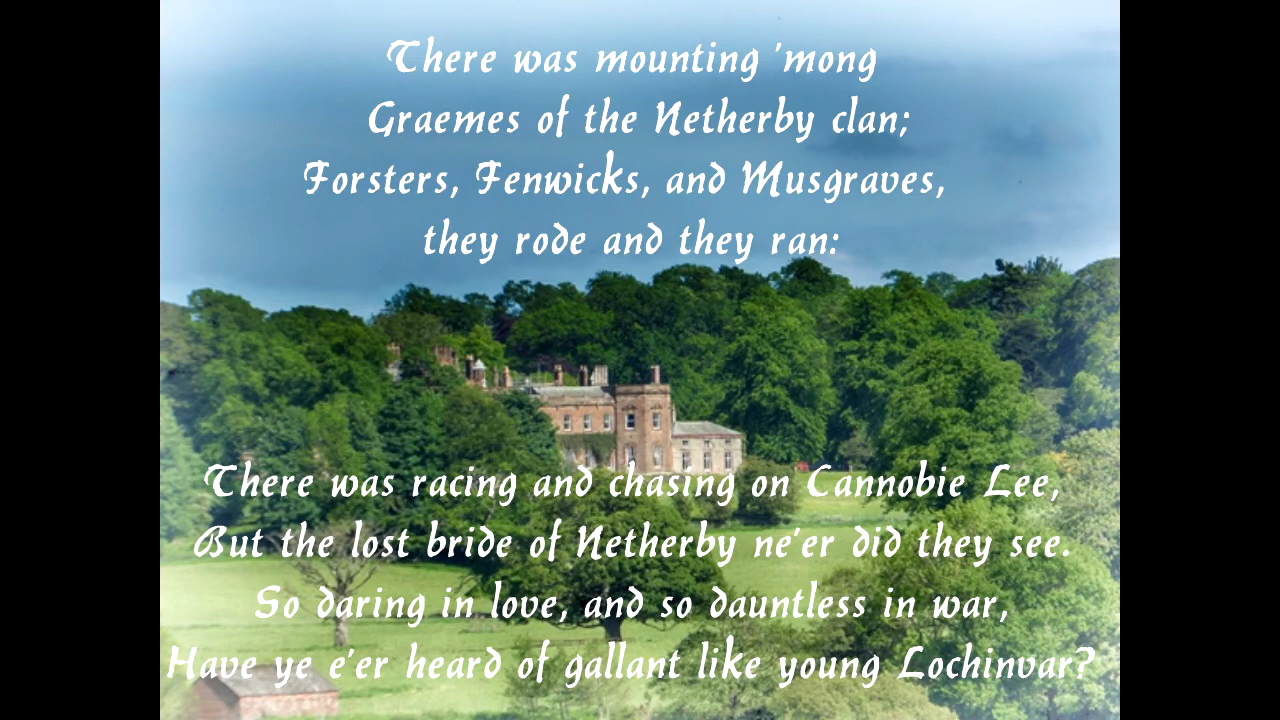 There was mounting 'mong
Graemes of the Netherby clan;
Forsters, Fenwicks, and Musgraves,
they rode and they ran:
There was racing and chasing on Cannobie Lee,
But the lost bride of Netherby ne'er did they see.
So daring in love, and so dauntless in war,
Have ye e'er heard of gallant like young Lochinvar?